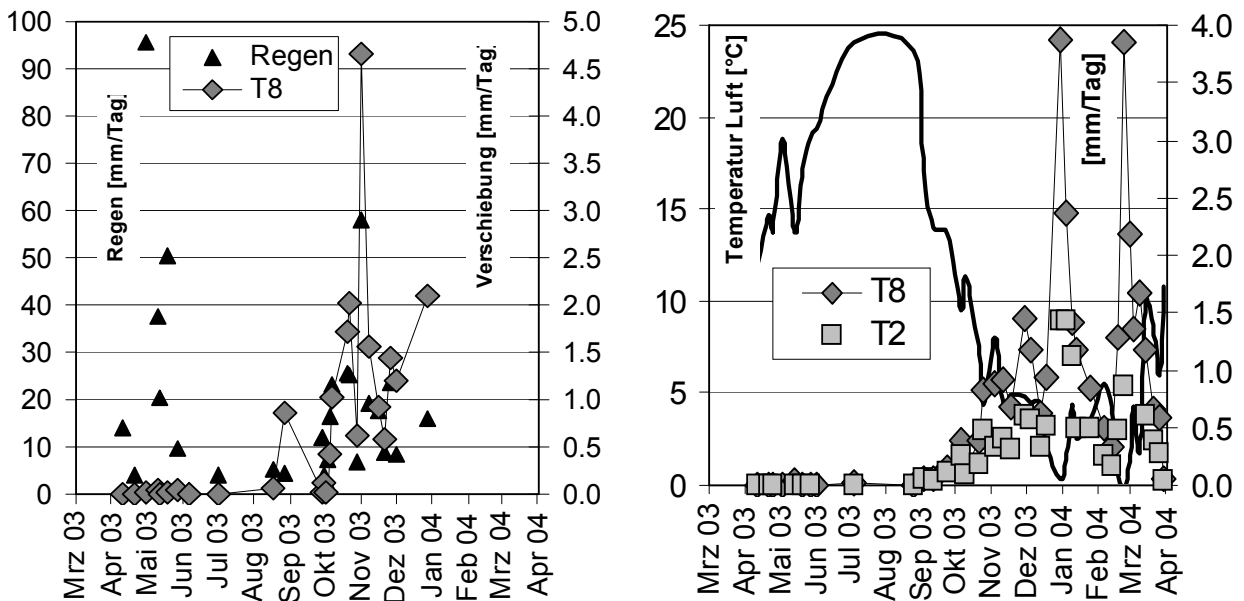 100
90
80
70
60
50
40
30
20
10
0
Regen [mm/Tag]
Regen
T8
Verschiebung [mm/Tag]
5.0
4.5
4.0
3.5
3.0
2.5
2.0
1.5
1.0
0.5
0.0
Mrz 03
Apr 03
Mai 03
Jun 03
Jul 03
Aug 03
Sep 03
Okt 03
Nov 03
Dez 03
Jan 04
Feb 04
Mrz 04
Apr 04
25
20
15
10
5
0
Temperatur Luft [°C]
T8
T2
[mm/Tag]
4.0
3.5
3.0
2.5
2.0
1.5
1.0
0.5
0.0
Mrz 03
Apr 03
Mai 03
Jun 03
Jul 03
Aug 03
Sep 03
Okt 03
Nov 03
Dez 03
Jan 04
Feb 04
Mrz 04
Apr 04